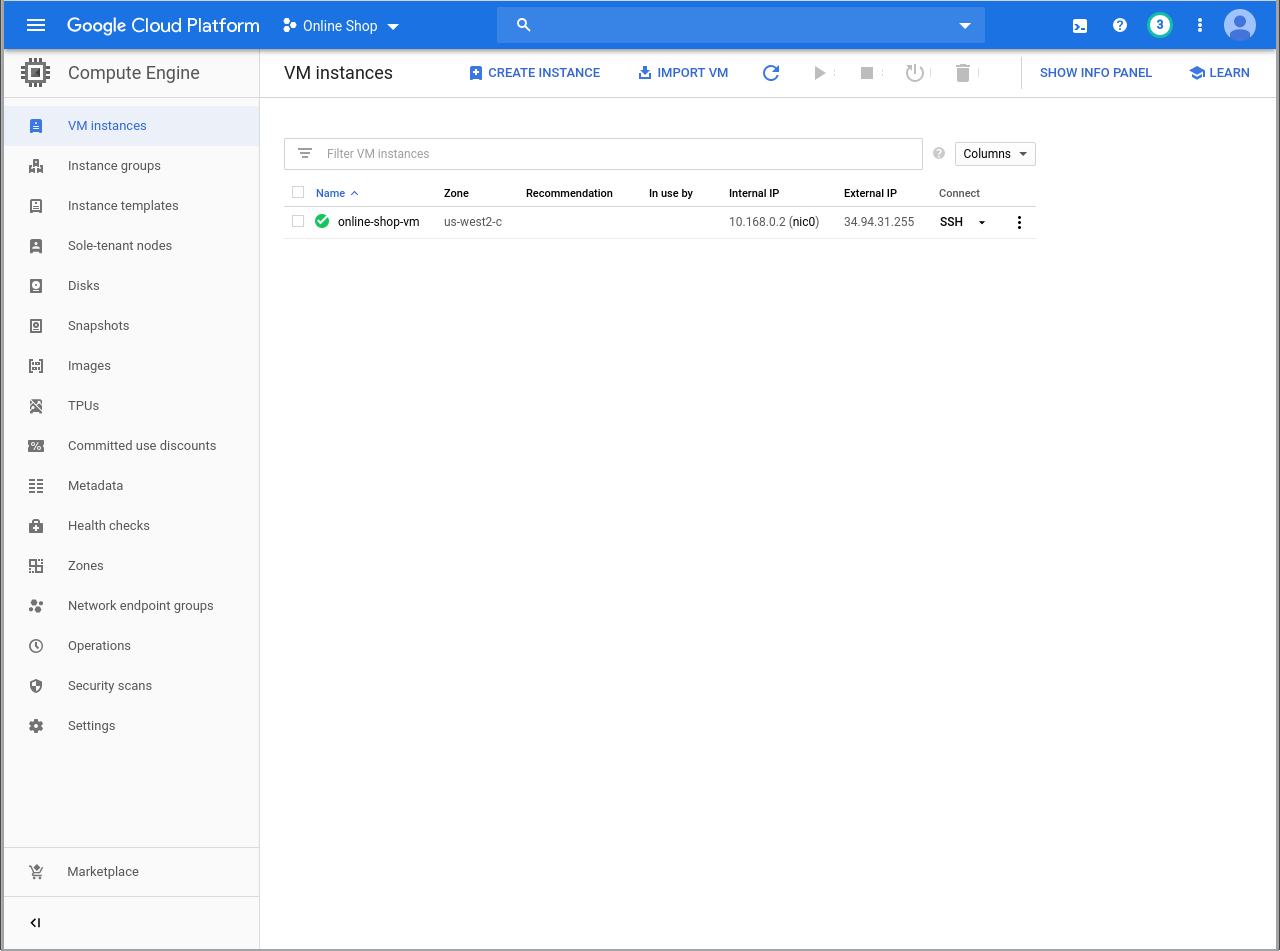 Google Cloud Platform
Online Shop
3
Compute Engine
VM instances
CREATE INSTANCE
IMPORT VM
SHOW INFO PANEL
LEARN
VM instances
Instance groups
Instance templates
Sole-tenant nodes
Disks
Snapshots
Images
TPUs
Committed use discounts
Metadata
Health checks
Zones
Network endpoint groups
Operations
Security scans
Settings
Marketplace
Filter VM instances
Columns
Name Zone Recommendation In use by Internal IP External IP Connect
online-shop-vm us-west2-c 10.168.0.2 (nic0) 34.94.31.255 SSH